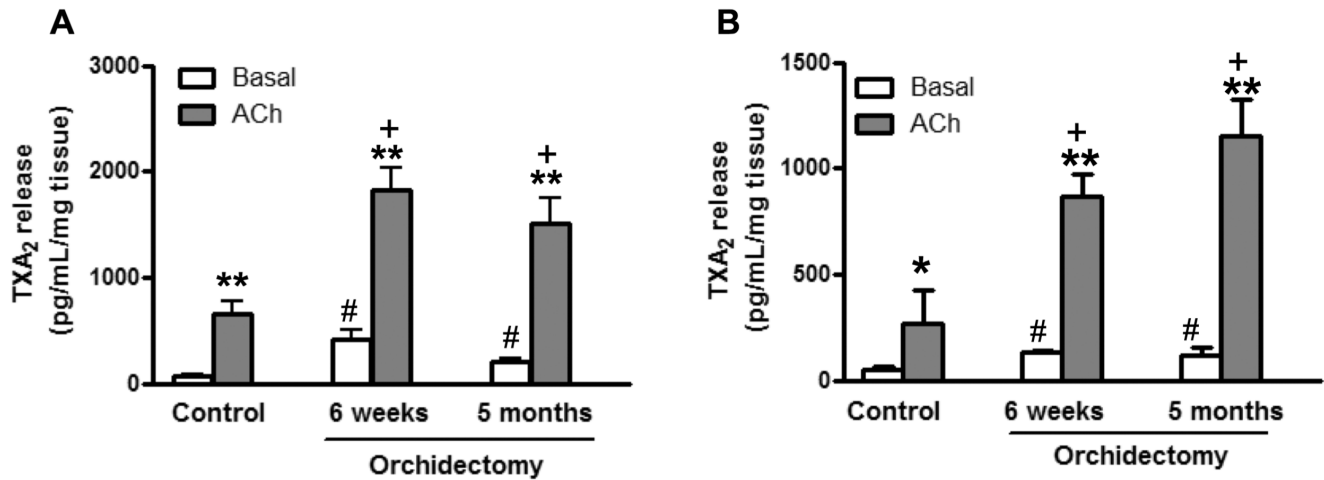 A
TXA2 release
(pg/mL/mg tissue)
3000
2000
1000
0
Basal
ACh
**
#
+
**
#
+
**
Control
6 weeks
5 months
Orchidectomy
B
TXA2 release
(pg/mL/mg tissue)
1500
1000
500
0
Basal
ACh
*
#
+
**
#
+
**
Control
6 weeks
5 months
Orchidectomy